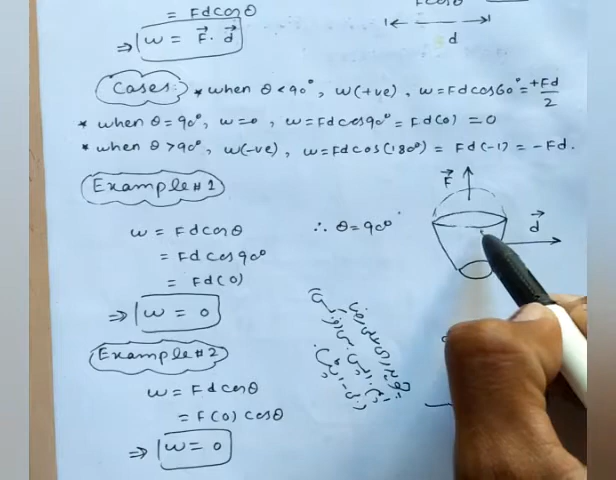 = Fdcosθ
⇒ w = F⃗ . d⃗
Fcosθ
d
Cases: * when θ < 90°, w(+ve), w = Fdcos60° = +Fd/2
* when θ = 90°, w=0, w = Fdcos90° = Fd(0) = 0
* when θ > 90°, w(-ve), w = Fdcos(180°) = Fd(-1) = -Fd.
Example # 1
F⃗
w = Fdcosθ
∴ θ = 90°
d⃗
= Fdcos90°
= Fd(0)
⇒ w = 0
Example # 2
w = Fdcosθ
= F(0) cosθ
⇒ w = 0